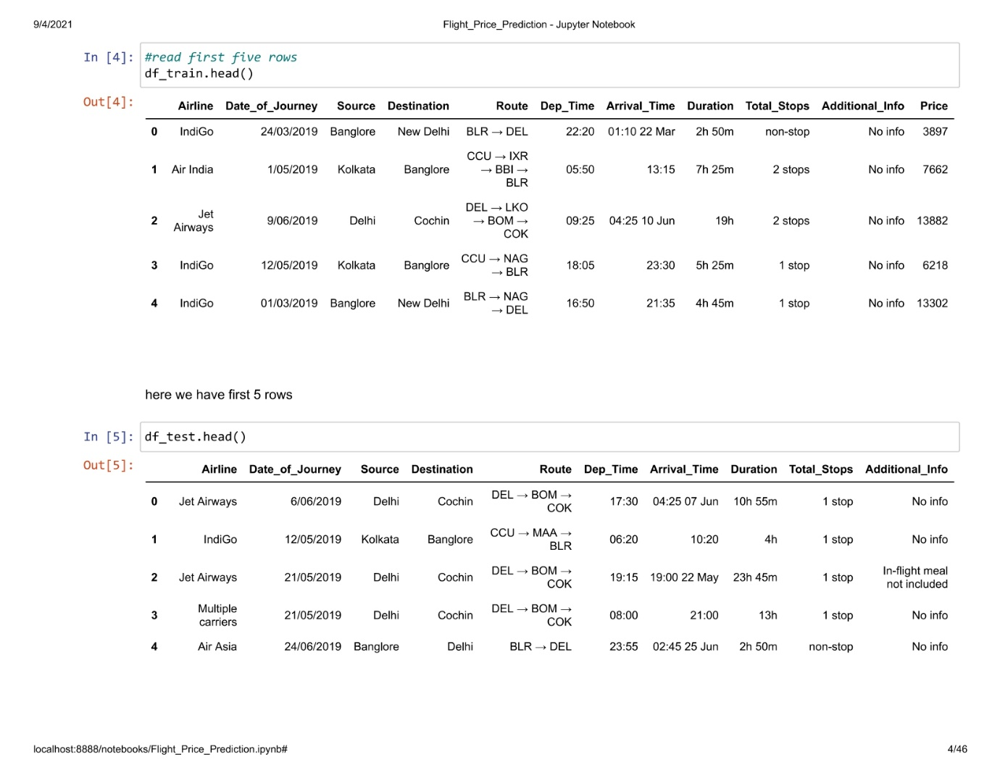 9/4/2021 Flight_Price_Prediction - Jupyter Notebook
In [4]: #read first five rows
df_train.head()
Out[4]:
Airline Date_of_Journey Source Destination Route Dep_Time Arrival_Time Duration Total_Stops Additional_Info Price
0 IndiGo 24/03/2019 Banglore New Delhi BLR → DEL 22:20 01:10 22 Mar 2h 50m non-stop No info 3897
CCU → IXR
1 Air India 1/05/2019 Kolkata Banglore → BBI → 05:50 13:15 7h 25m 2 stops No info 7662
BLR
Jet DEL → LKO
2 Airways 9/06/2019 Delhi Cochin → BOM → 09:25 04:25 10 Jun 19h 2 stops No info 13882
COK
3 IndiGo 12/05/2019 Kolkata Banglore CCU → NAG 18:05 23:30 5h 25m 1 stop No info 6218
→ BLR
4 IndiGo 01/03/2019 Banglore New Delhi BLR → NAG 16:50 21:35 4h 45m 1 stop No info 13302
→ DEL
here we have first 5 rows
In [5]: df_test.head()
Out[5]:
Airline Date_of_Journey Source Destination Route Dep_Time Arrival_Time Duration Total_Stops Additional_Info
0 Jet Airways 6/06/2019 Delhi Cochin DEL → BOM → 17:30 04:25 07 Jun 10h 55m 1 stop No info
COK
1 IndiGo 12/05/2019 Kolkata Banglore CCU → MAA → 06:20 10:20 4h 1 stop No info
BLR
2 Jet Airways 21/05/2019 Delhi Cochin DEL → BOM → 19:15 19:00 22 May 23h 45m 1 stop In-flight meal
COK not included
3 Multiple 21/05/2019 Delhi Cochin DEL → BOM → 08:00 21:00 13h 1 stop No info
carriers COK
4 Air Asia 24/06/2019 Banglore Delhi BLR → DEL 23:55 02:45 25 Jun 2h 50m non-stop No info
localhost:8888/notebooks/Flight_Price_Prediction.ipynb# 4/46